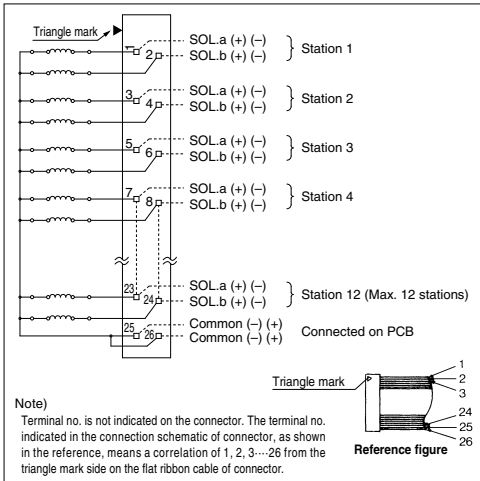 Triangle mark
1 SOL.a (+) (−)
2 SOL.b (+) (−)
Station 1
3 SOL.a (+) (−)
4 SOL.b (+) (−)
Station 2
5 SOL.a (+) (−)
6 SOL.b (+) (−)
Station 3
7 SOL.a (+) (−)
8 SOL.b (+) (−)
Station 4
23 SOL.a (+) (−)
24 SOL.b (+) (−)
Station 12 (Max. 12 stations)
25 Common (−) (+)
26 Common (−) (+)
Connected on PCB
Triangle mark
1
2
3
24
25
26
Reference figure
Note)
Terminal no. is not indicated on the connector. The terminal no.
indicated in the connection schematic of connector, as shown
in the reference, means a correlation of 1, 2, 3····26 from the
triangle mark side on the flat ribbon cable of connector.